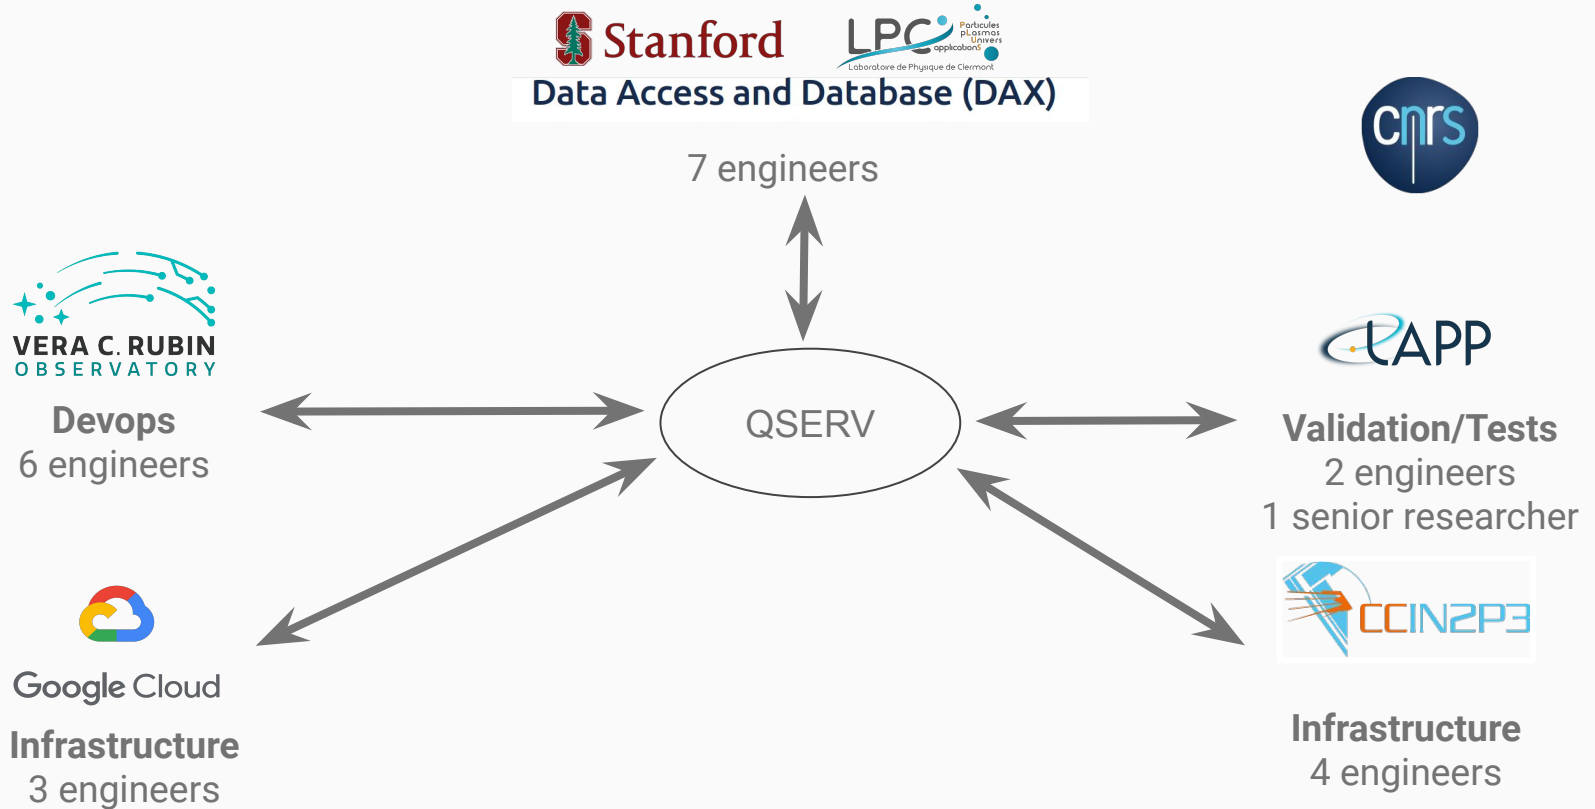 Stanford
LPC
Particules
pLasmas
Univers
applicationS
Laboratoire de Physique de Clermont
Data Access and Database (DAX)
7 engineers
cnrs
VERA C. RUBIN
OBSERVATORY
Devops
6 engineers
QSERV
LAPP
Validation/Tests
2 engineers
1 senior researcher
Google Cloud
Infrastructure
3 engineers
CCIN2P3
Infrastructure
4 engineers